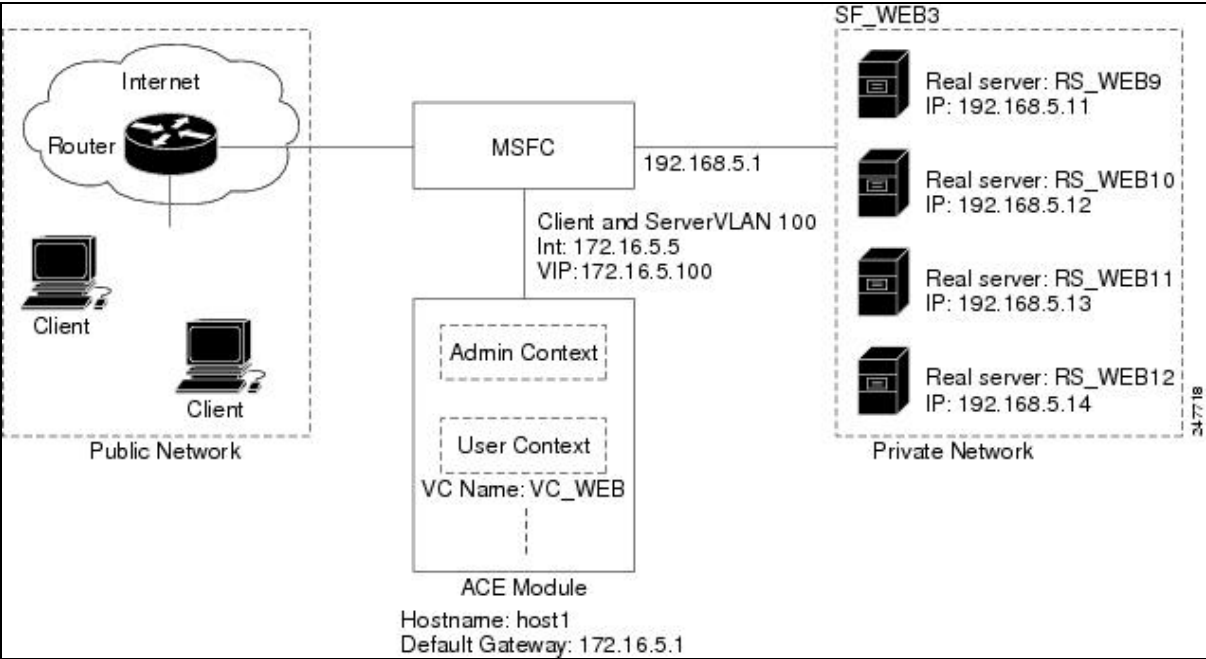 SF_WEB3
Internet
Router
Client
Client
Public Network
MSFC
192.168.5.1
Client and ServerVLAN 100
Int: 172.16.5.5
VIP:172.16.5.100
Admin Context
User Context
VC Name: VC_WEB
ACE Module
Hostname: host1
Default Gateway: 172.16.5.1
Real server: RS_WEB9
IP: 192.168.5.11
Real server: RS_WEB10
IP: 192.168.5.12
Real server: RS_WEB11
IP: 192.168.5.13
Real server: RS_WEB12
IP: 192.168.5.14
Private Network
247718